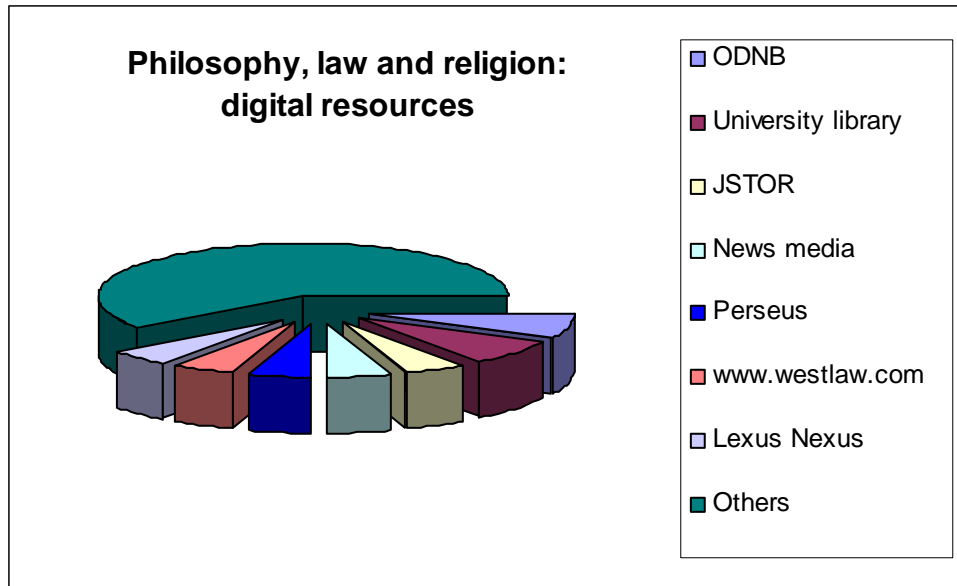 Philosophy, law and religion:
digital resources
ODNB
University library
JSTOR
News media
Perseus
www.westlaw.com
Lexus Nexus
Others